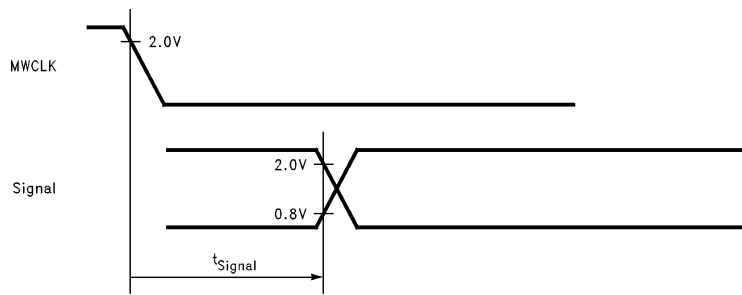 2.0V
MWCLK
2.0V
Signal
0.8V
tSignal